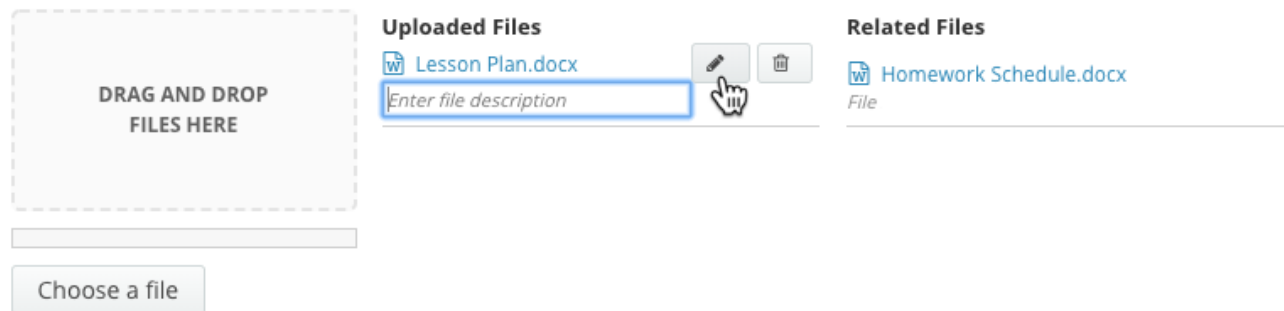 DRAG AND DROP
FILES HERE
Choose a file
Uploaded Files
Lesson Plan.docx
Enter file description
Related Files
Homework Schedule.docx
File